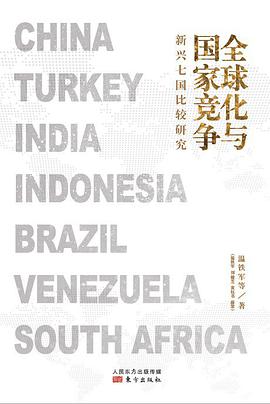 CHINA
TURKEY
INDIA
INDONESIA
BRAZIL
VENEZUELA
SOUTH AFRICA
全球化与
国家竞争
新兴七国比较研究
温铁军等／著
人民东方出版传媒
东方出版社